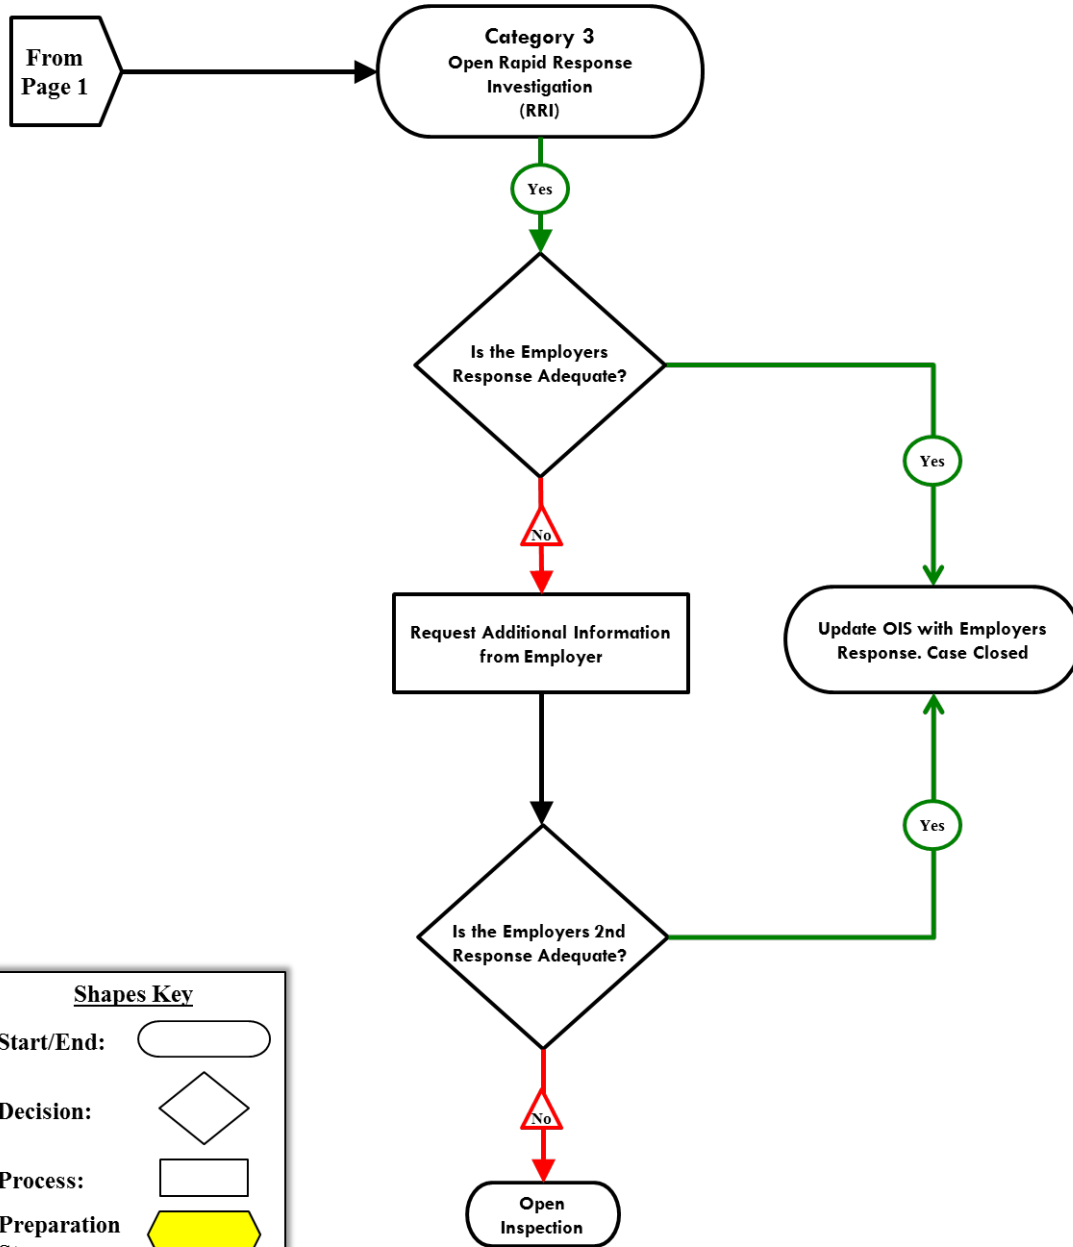 From
Page 1
Category 3
Open Rapid Response
Investigation
(RRI)
Yes
Is the Employers
Response Adequate?
Yes
No
Request Additional Information
from Employer
Update OIS with Employers
Response. Case Closed
Yes
Is the Employers 2nd
Response Adequate?
No
Open
Inspection
Shapes Key
Start/End:
Decision:
Process:
Preparation